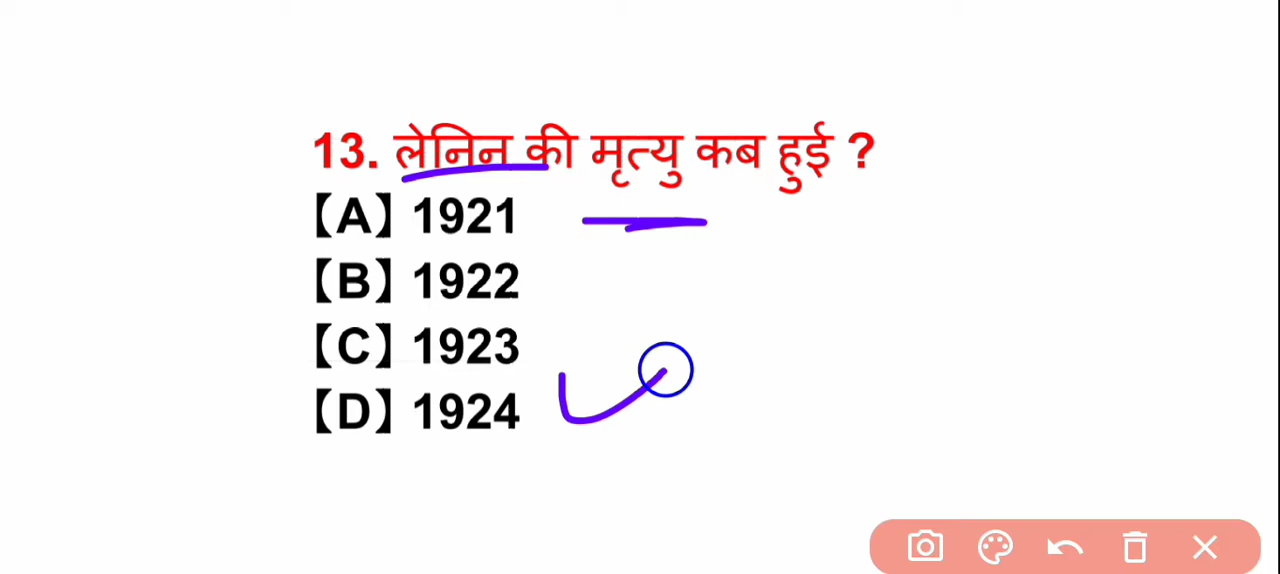 13. लेनिन की मृत्यु कब हुई ?
【A】 1921
【B】 1922
【C】 1923
【D】 1924